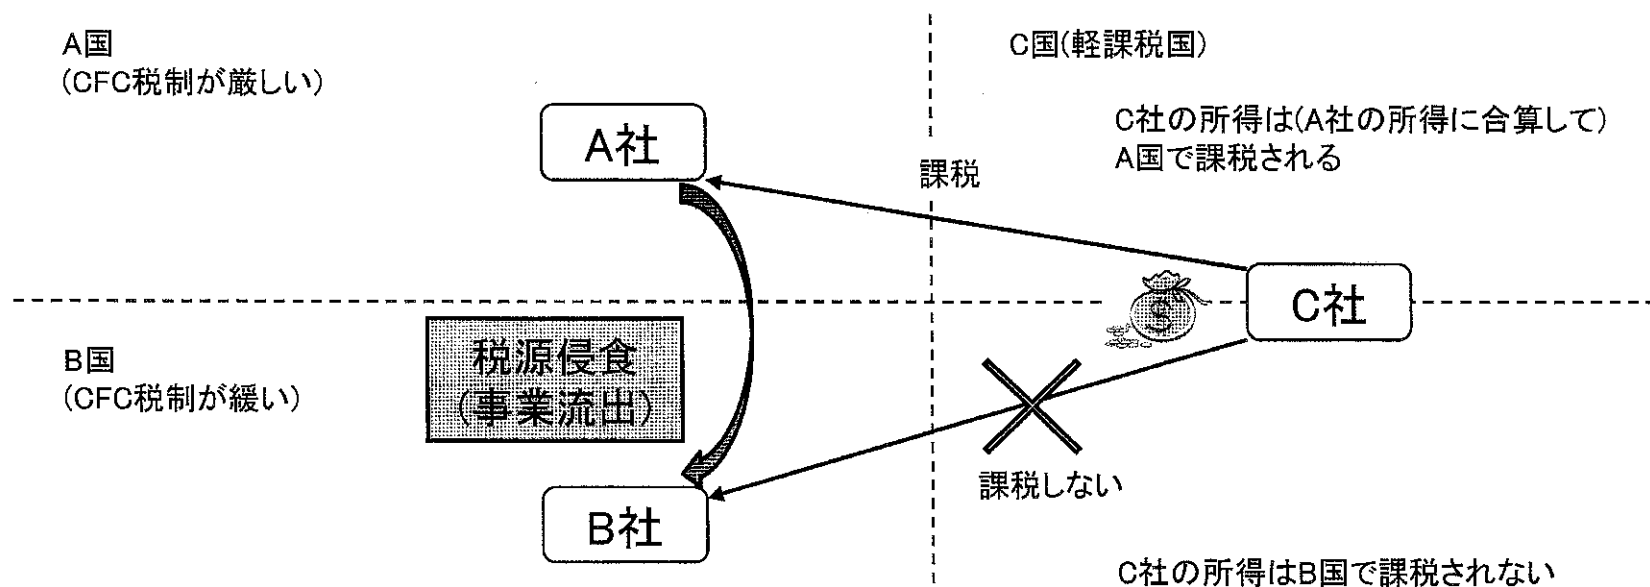 A国
(CFC税制が厳しい)
C国(軽課税国)
A社
C社の所得は(A社の所得に合算して)
A国で課税される
課税
$
C社
B国
(CFC税制が緩い)
税源侵食
(事業流出)
課税しない
B社
C社の所得はB国で課税されない